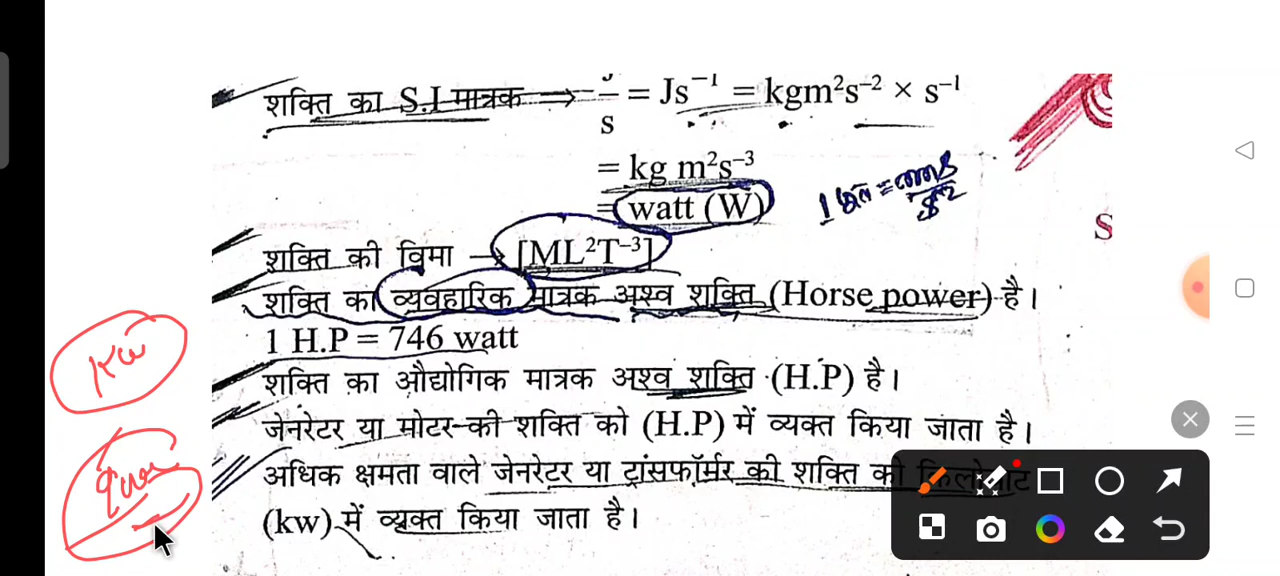 शक्ति का S.I मात्रक ⇒ J/s = Js⁻¹ = kgm²s⁻² × s⁻¹
= kg m²s⁻³
= watt (W)
शक्ति की विमा → [ML²T⁻³]
S
शक्ति का व्यवहारिक मात्रक अश्व शक्ति (Horse power) है।
1 H.P = 746 watt
KW
शक्ति का औद्योगिक मात्रक अश्व शक्ति (H.P) है।
जेनरेटर या मोटर की शक्ति को (H.P) में व्यक्त किया जाता है।
अधिक क्षमता वाले जेनरेटर या ट्रांसफॉर्मर की शक्ति को किलोवाट
(kw) में व्यक्त किया जाता है।